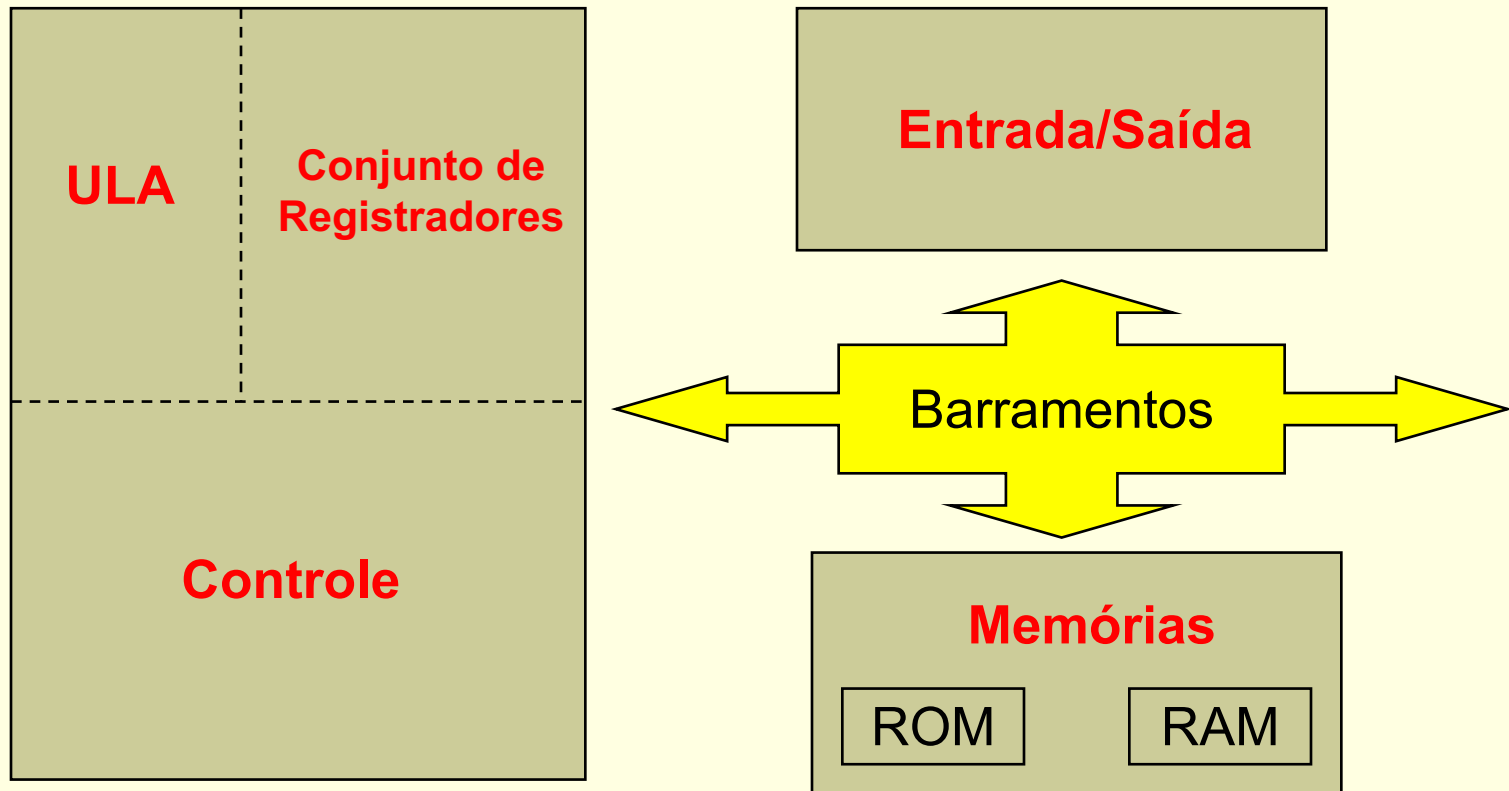 ULA
Conjunto de
Registradores
Controle
Entrada/Saída
Barramentos
Memórias
ROM
RAM